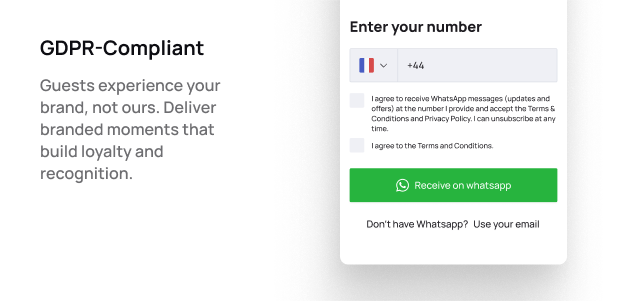 GDPR-Compliant
Guests experience your
brand, not ours. Deliver
branded moments that
build loyalty and
recognition.
Enter your number
+44
I agree to receive WhatsApp messages (updates and
offers) at the number I provide and accept the Terms &
Conditions and Privacy Policy. I can unsubscribe at any
time.
I agree to the Terms and Conditions.
Receive on whatsapp
Don't have Whatsapp? Use your email